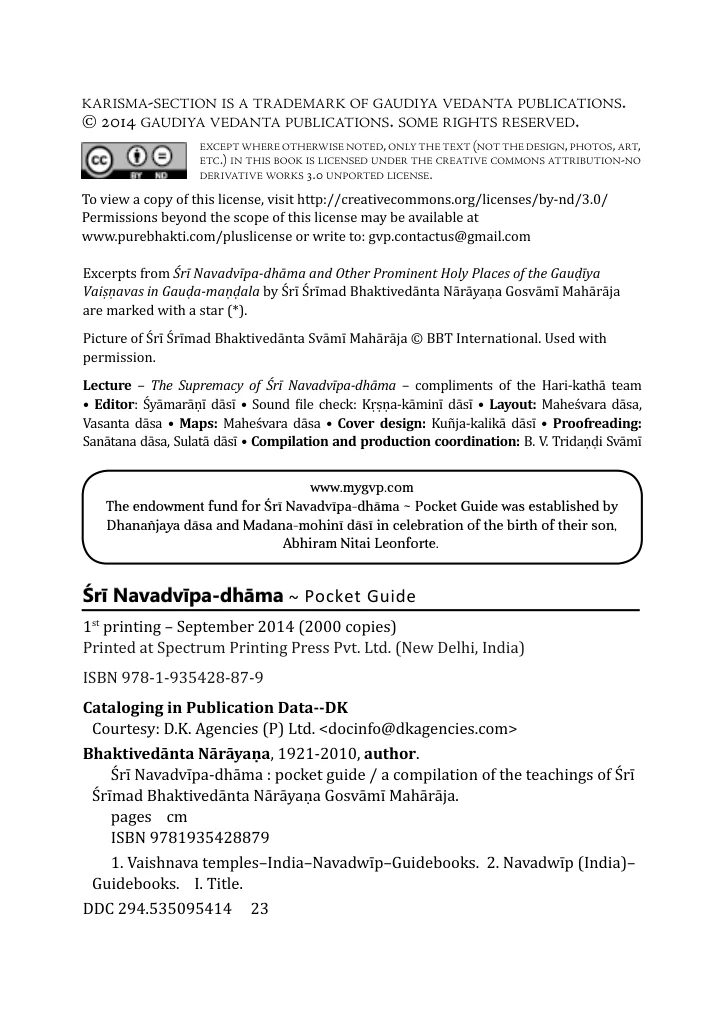 KARISMA-SECTION IS A TRADEMARK OF GAUDIYA VEDANTA PUBLICATIONS.
© 2014 GAUDIYA VEDANTA PUBLICATIONS. SOME RIGHTS RESERVED.
cc BY ND
EXCEPT WHERE OTHERWISE NOTED, ONLY THE TEXT (NOT THE DESIGN, PHOTOS, ART,
ETC.) IN THIS BOOK IS LICENSED UNDER THE CREATIVE COMMONS ATTRIBUTION-NO
DERIVATIVE WORKS 3.0 UNPORTED LICENSE.
To view a copy of this license, visit http://creativecommons.org/licenses/by-nd/3.0/
Permissions beyond the scope of this license may be available at
www.purebhakti.com/pluslicense or write to: gvp.contactus@gmail.com
Excerpts from Śrī Navadvīpa-dhāma and Other Prominent Holy Places of the Gauḍīya
Vaiṣṇavas in Gauḍa-maṇḍala by Śrī Śrīmad Bhaktivedānta Nārāyaṇa Gosvāmī Mahārāja
are marked with a star (*).
Picture of Śrī Śrīmad Bhaktivedānta Svāmī Mahārāja © BBT International. Used with
permission.
Lecture – The Supremacy of Śrī Navadvīpa-dhāma – compliments of the Hari-kathā team
• Editor: Śyāmarāṇī dāsī • Sound file check: Kṛṣṇa-kāminī dāsī • Layout: Maheśvara dāsa,
Vasanta dāsa • Maps: Maheśvara dāsa • Cover design: Kuñja-kalikā dāsī • Proofreading:
Sanātana dāsa, Sulatā dāsī • Compilation and production coordination: B. V. Tridaṇḍi Svāmī
www.mygvp.com
The endowment fund for Śrī Navadvīpa-dhāma ~ Pocket Guide was established by
Dhanañjaya dāsa and Madana-mohinī dāsī in celebration of the birth of their son,
Abhiram Nitai Leonforte.
Śrī Navadvīpa-dhāma ~ Pocket Guide
1st printing – September 2014 (2000 copies)
Printed at Spectrum Printing Press Pvt. Ltd. (New Delhi, India)
ISBN 978-1-935428-87-9
Cataloging in Publication Data--DK
Courtesy: D.K. Agencies (P) Ltd. <docinfo@dkagencies.com>
Bhaktivedānta Nārāyaṇa, 1921-2010, author.
Śrī Navadvīpa-dhāma : pocket guide / a compilation of the teachings of Śrī
Śrīmad Bhaktivedānta Nārāyaṇa Gosvāmī Mahārāja.
pages cm
ISBN 9781935428879
1. Vaishnava temples–India–Navadwīp–Guidebooks. 2. Navadwīp (India)–
Guidebooks. I. Title.
DDC 294.535095414 23